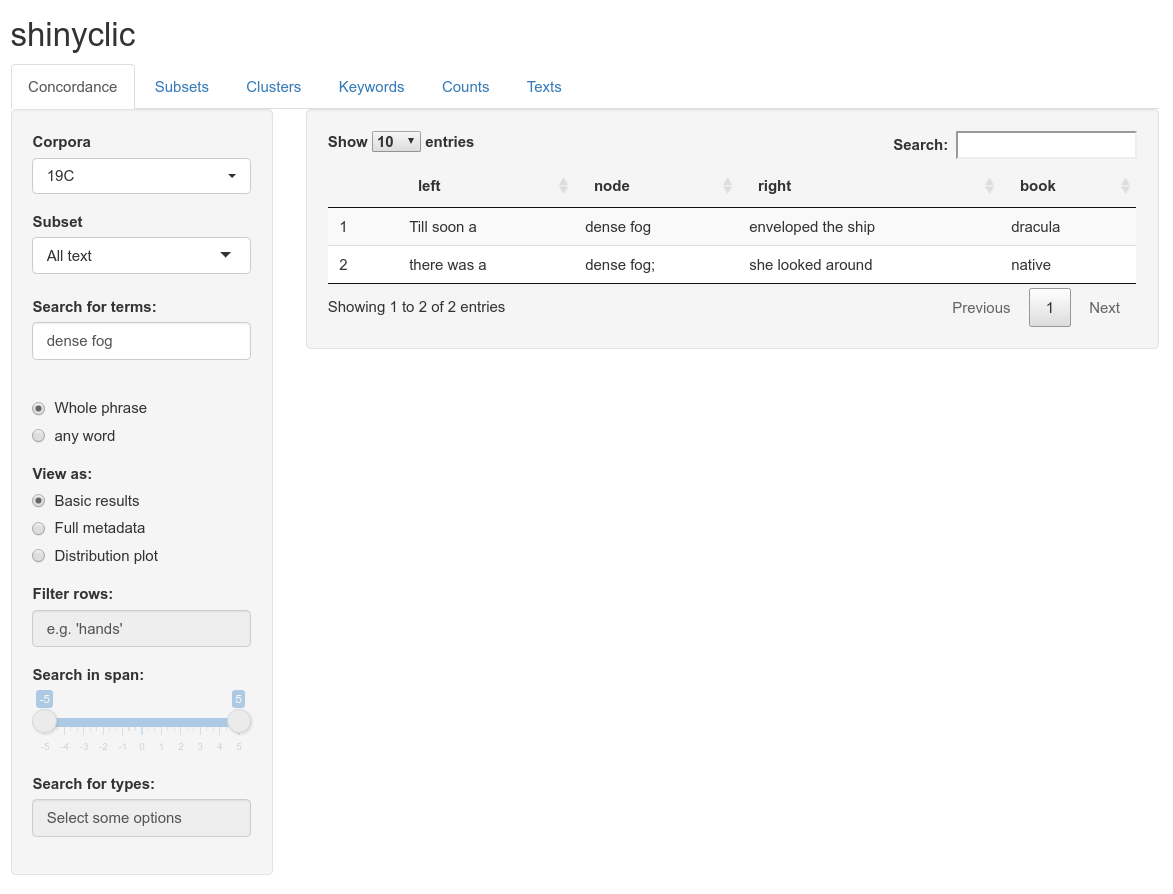 shinyclic
Concordance Subsets Clusters Keywords Counts Texts
Corpora
19C
Subset
All text
Search for terms:
dense fog
Whole phrase
any word
View as:
Basic results
Full metadata
Distribution plot
Filter rows:
e.g. 'hands'
Search in span:
-5 5
-5 -4 -3 -2 -1 0 1 2 3 4 5
Search for types:
Select some options
Show 10 entries Search:
left node right book
1 Till soon a dense fog enveloped the ship dracula
2 there was a dense fog; she looked around native
Showing 1 to 2 of 2 entries Previous 1 Next